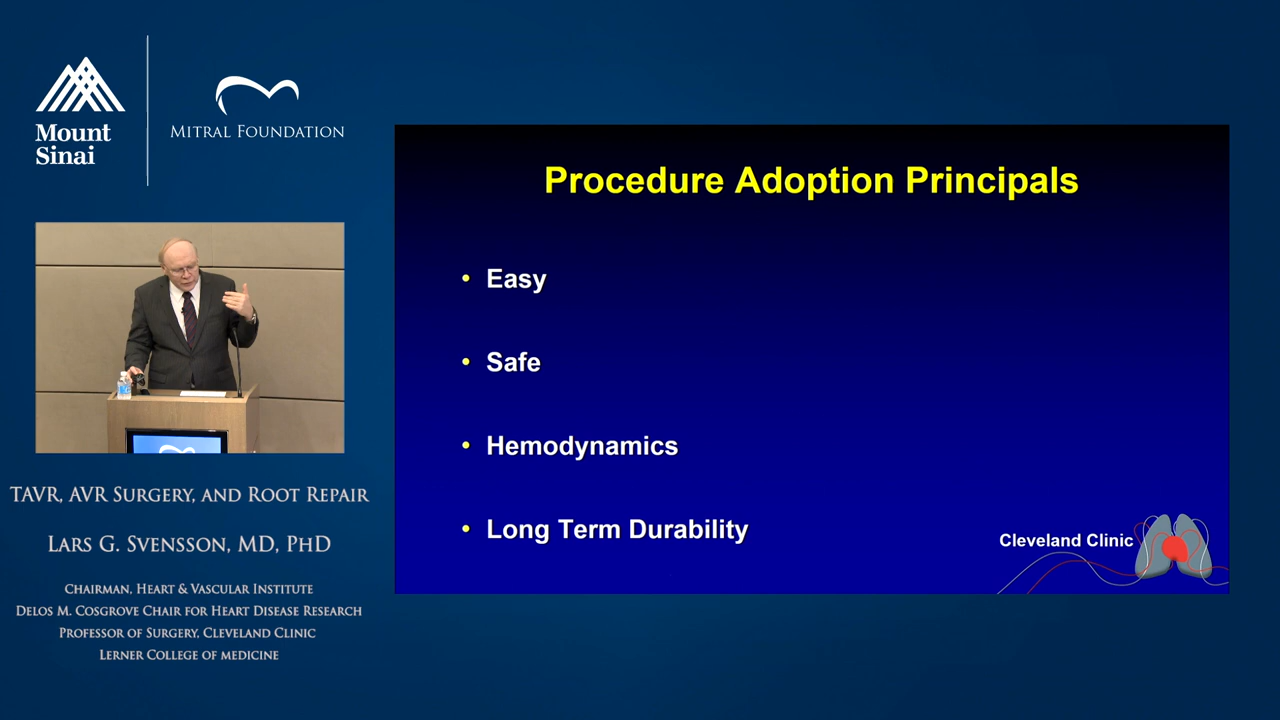 Mount
Sinai
MITRAL FOUNDATION
Procedure Adoption Principals
• Easy
• Safe
• Hemodynamics
• Long Term Durability
Cleveland Clinic
TAVR, AVR SURGERY, AND ROOT REPAIR
LARS G. SVENSSON, MD, PHD
CHAIRMAN, HEART & VASCULAR INSTITUTE
DELOS M. COSGROVE CHAIR FOR HEART DISEASE RESEARCH
PROFESSOR OF SURGERY, CLEVELAND CLINIC
LERNER COLLEGE OF MEDICINE